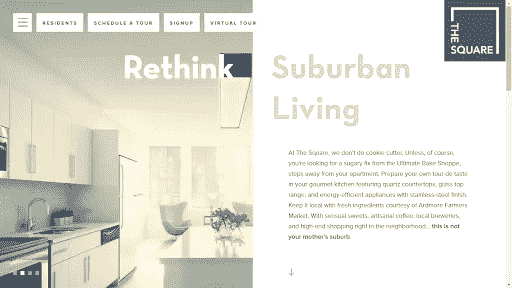 RESIDENTS SCHEDULE A TOUR SIGNUP VIRTUAL TOUR
THE SQUARE
Rethink Suburban
Living
At The Square, we don't do cookie cutter. Unless, of course,
you're looking for a sugary fix from the Ultimate Bake Shoppe,
steps away from your apartment. Prepare your own tour de taste
in your gourmet kitchen featuring quartz countertops, glass top
range, and energy-efficient appliances with stainless-steel finish.
Keep it local with fresh ingredients courtesy of Ardmore Farmers
Market. With sensual sweets, artisanal coffee, local breweries,
and high-end shopping right in the neighborhood... this is not
your mother's suburb.